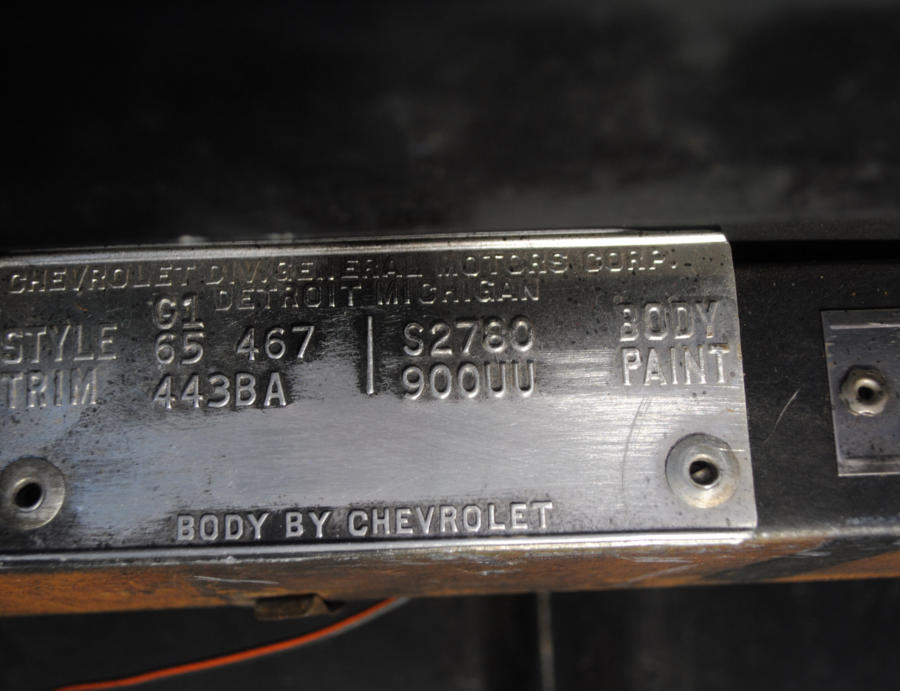 CHEVROLET DIV. GENERAL MOTORS CORP.
DETROIT MICHIGAN
G1
STYLE 65 467 S2780 BODY
TRIM 443BA 900UU PAINT
BODY BY CHEVROLET